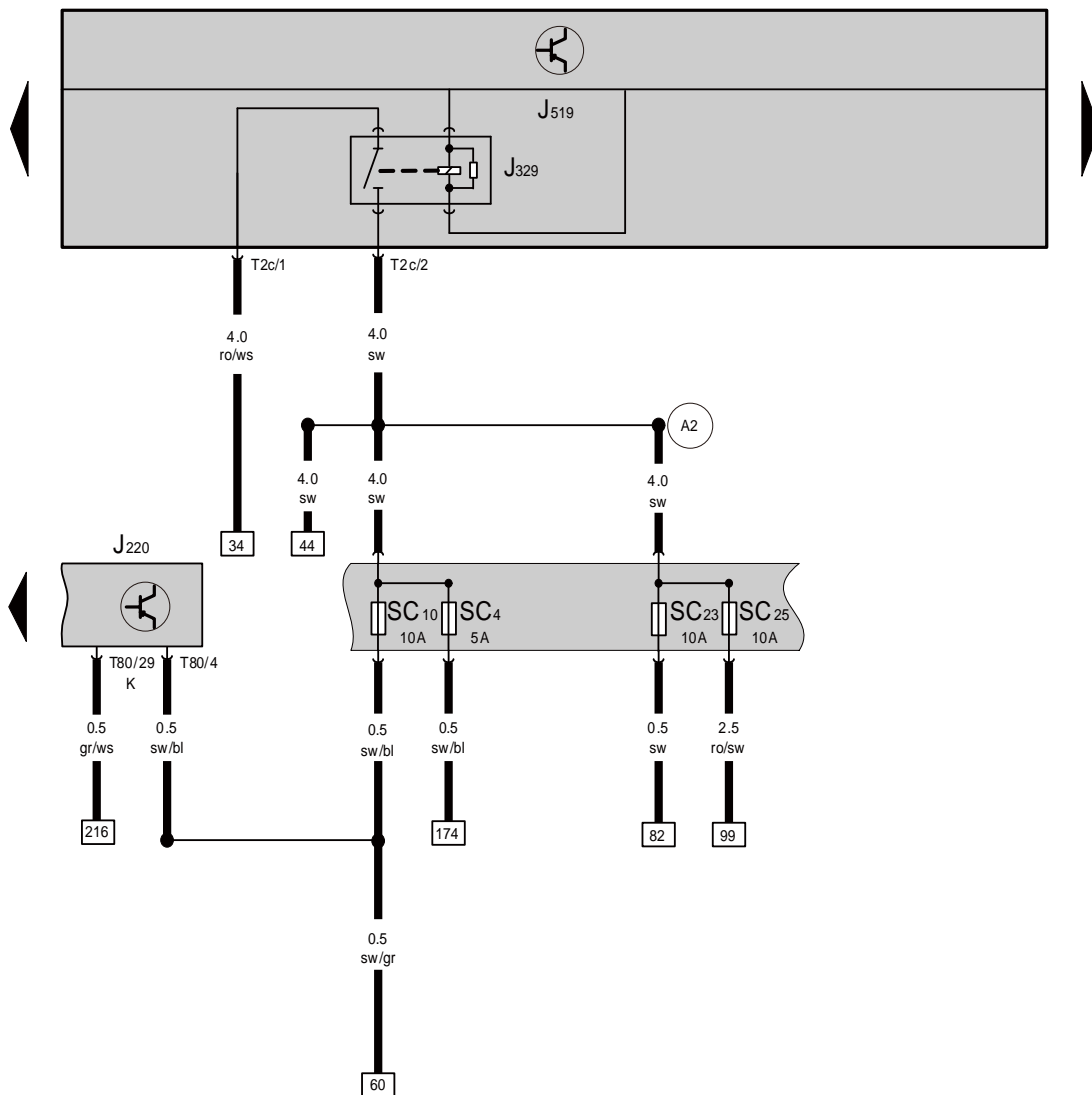 J519
J329
T2c/1
T2c/2
4.0
ro/ws
4.0
sw
A2
4.0
sw
4.0
sw
4.0
sw
34
44
J220
SC10
10A
SC4
5A
SC23
10A
SC25
10A
T80/29
K
T80/4
0.5
gr/ws
0.5
sw/bl
0.5
sw/bl
0.5
sw/bl
0.5
sw
2.5
ro/sw
216
174
82
99
0.5
sw/gr
60